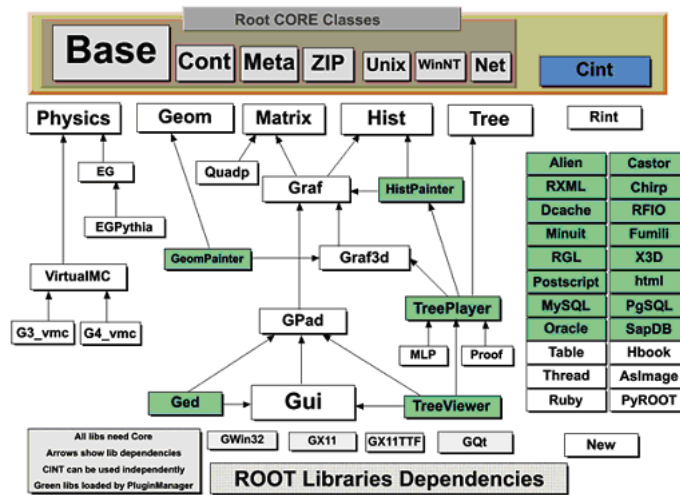 Root CORE Classes
Base
Cont
Meta
ZIP
Unix
WinNT
Net
Cint
Physics
Geom
Matrix
Hist
Tree
Rint
EG
Quadp
Graf
HistPainter
EGPythia
GeomPainter
Graf3d
VirtualMC
TreePlayer
G3_vmc
G4_vmc
GPad
MLP
Proof
Ged
Gui
TreeViewer
Alien
Castor
RXML
Chirp
Dcache
RFIO
Minuit
Fumili
RGL
X3D
Postscript
html
MySQL
PgSQL
Oracle
SapDB
Table
Hbook
Thread
AsImage
Ruby
PyROOT
All libs need Core
Arrows show lib dependencies
CINT can be used independently
Green libs loaded by PluginManager
GWin32
GX11
GX11TTF
GQt
New
ROOT Libraries Dependencies